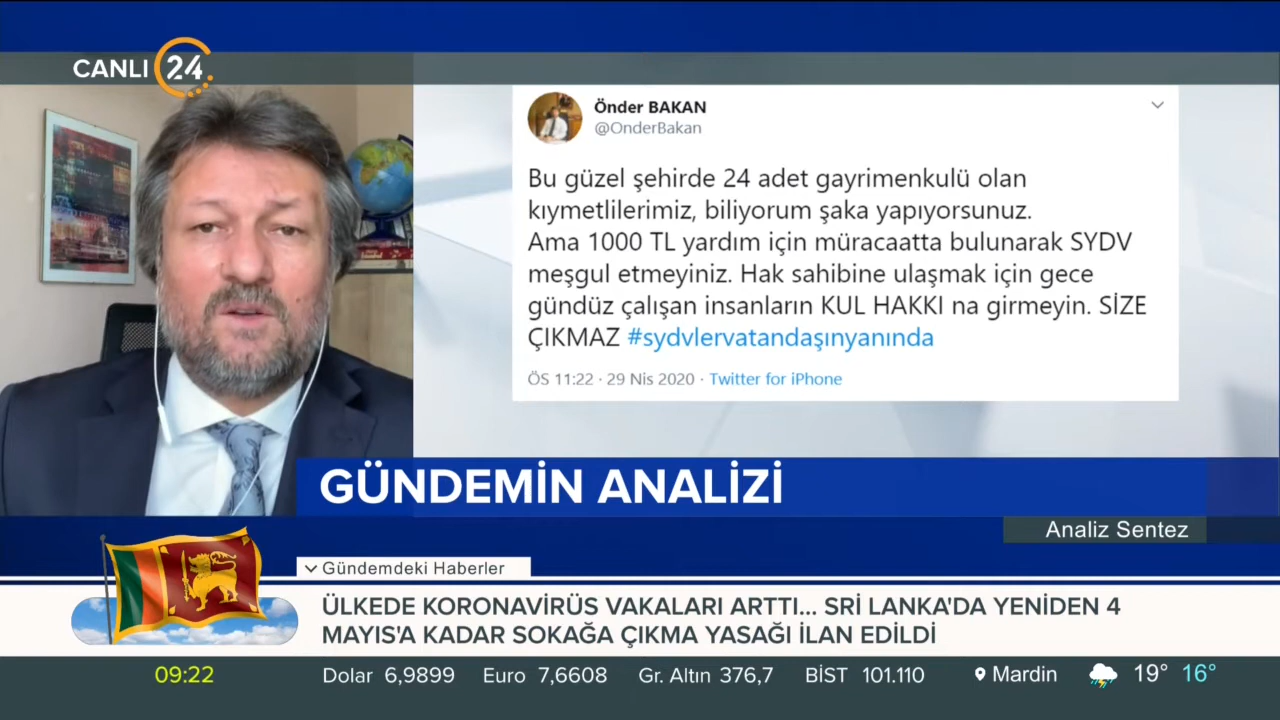 CANLI 24
Önder BAKAN
@OnderBakan
Bu güzel şehirde 24 adet gayrimenkulü olan
kıymetlilerimiz, biliyorum şaka yapıyorsunuz.
Ama 1000 TL yardım için müracaatta bulunarak SYDV
meşgul etmeyiniz. Hak sahibine ulaşmak için gece
gündüz çalışan insanların KUL HAKKI na girmeyin. SİZE
ÇIKMAZ #sydvlervatandaşınyanında
ÖS 11:22 · 29 Nis 2020 · Twitter for iPhone
GÜNDEMİN ANALİZİ
Analiz Sentez
Gündemdeki Haberler
ÜLKEDE KORONAVİRÜS VAKALARI ARTTI... SRİ LANKA'DA YENİDEN 4
MAYIS'A KADAR SOKAĞA ÇIKMA YASAĞI İLAN EDİLDİ
09:22 Dolar 6,9899 Euro 7,6608 Gr. Altın 376,7 BİST 101.110 Mardin 19° 16°